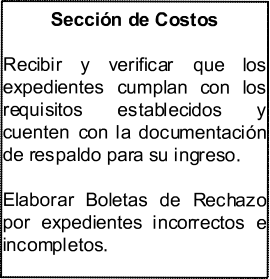 Sección de Costos
Recibir y verificar que los
expedientes cumplan con los
requisitos establecidos y
cuenten con la documentación
de respaldo para su ingreso.
Elaborar Boletas de Rechazo
por expedientes incorrectos e
incompletos.